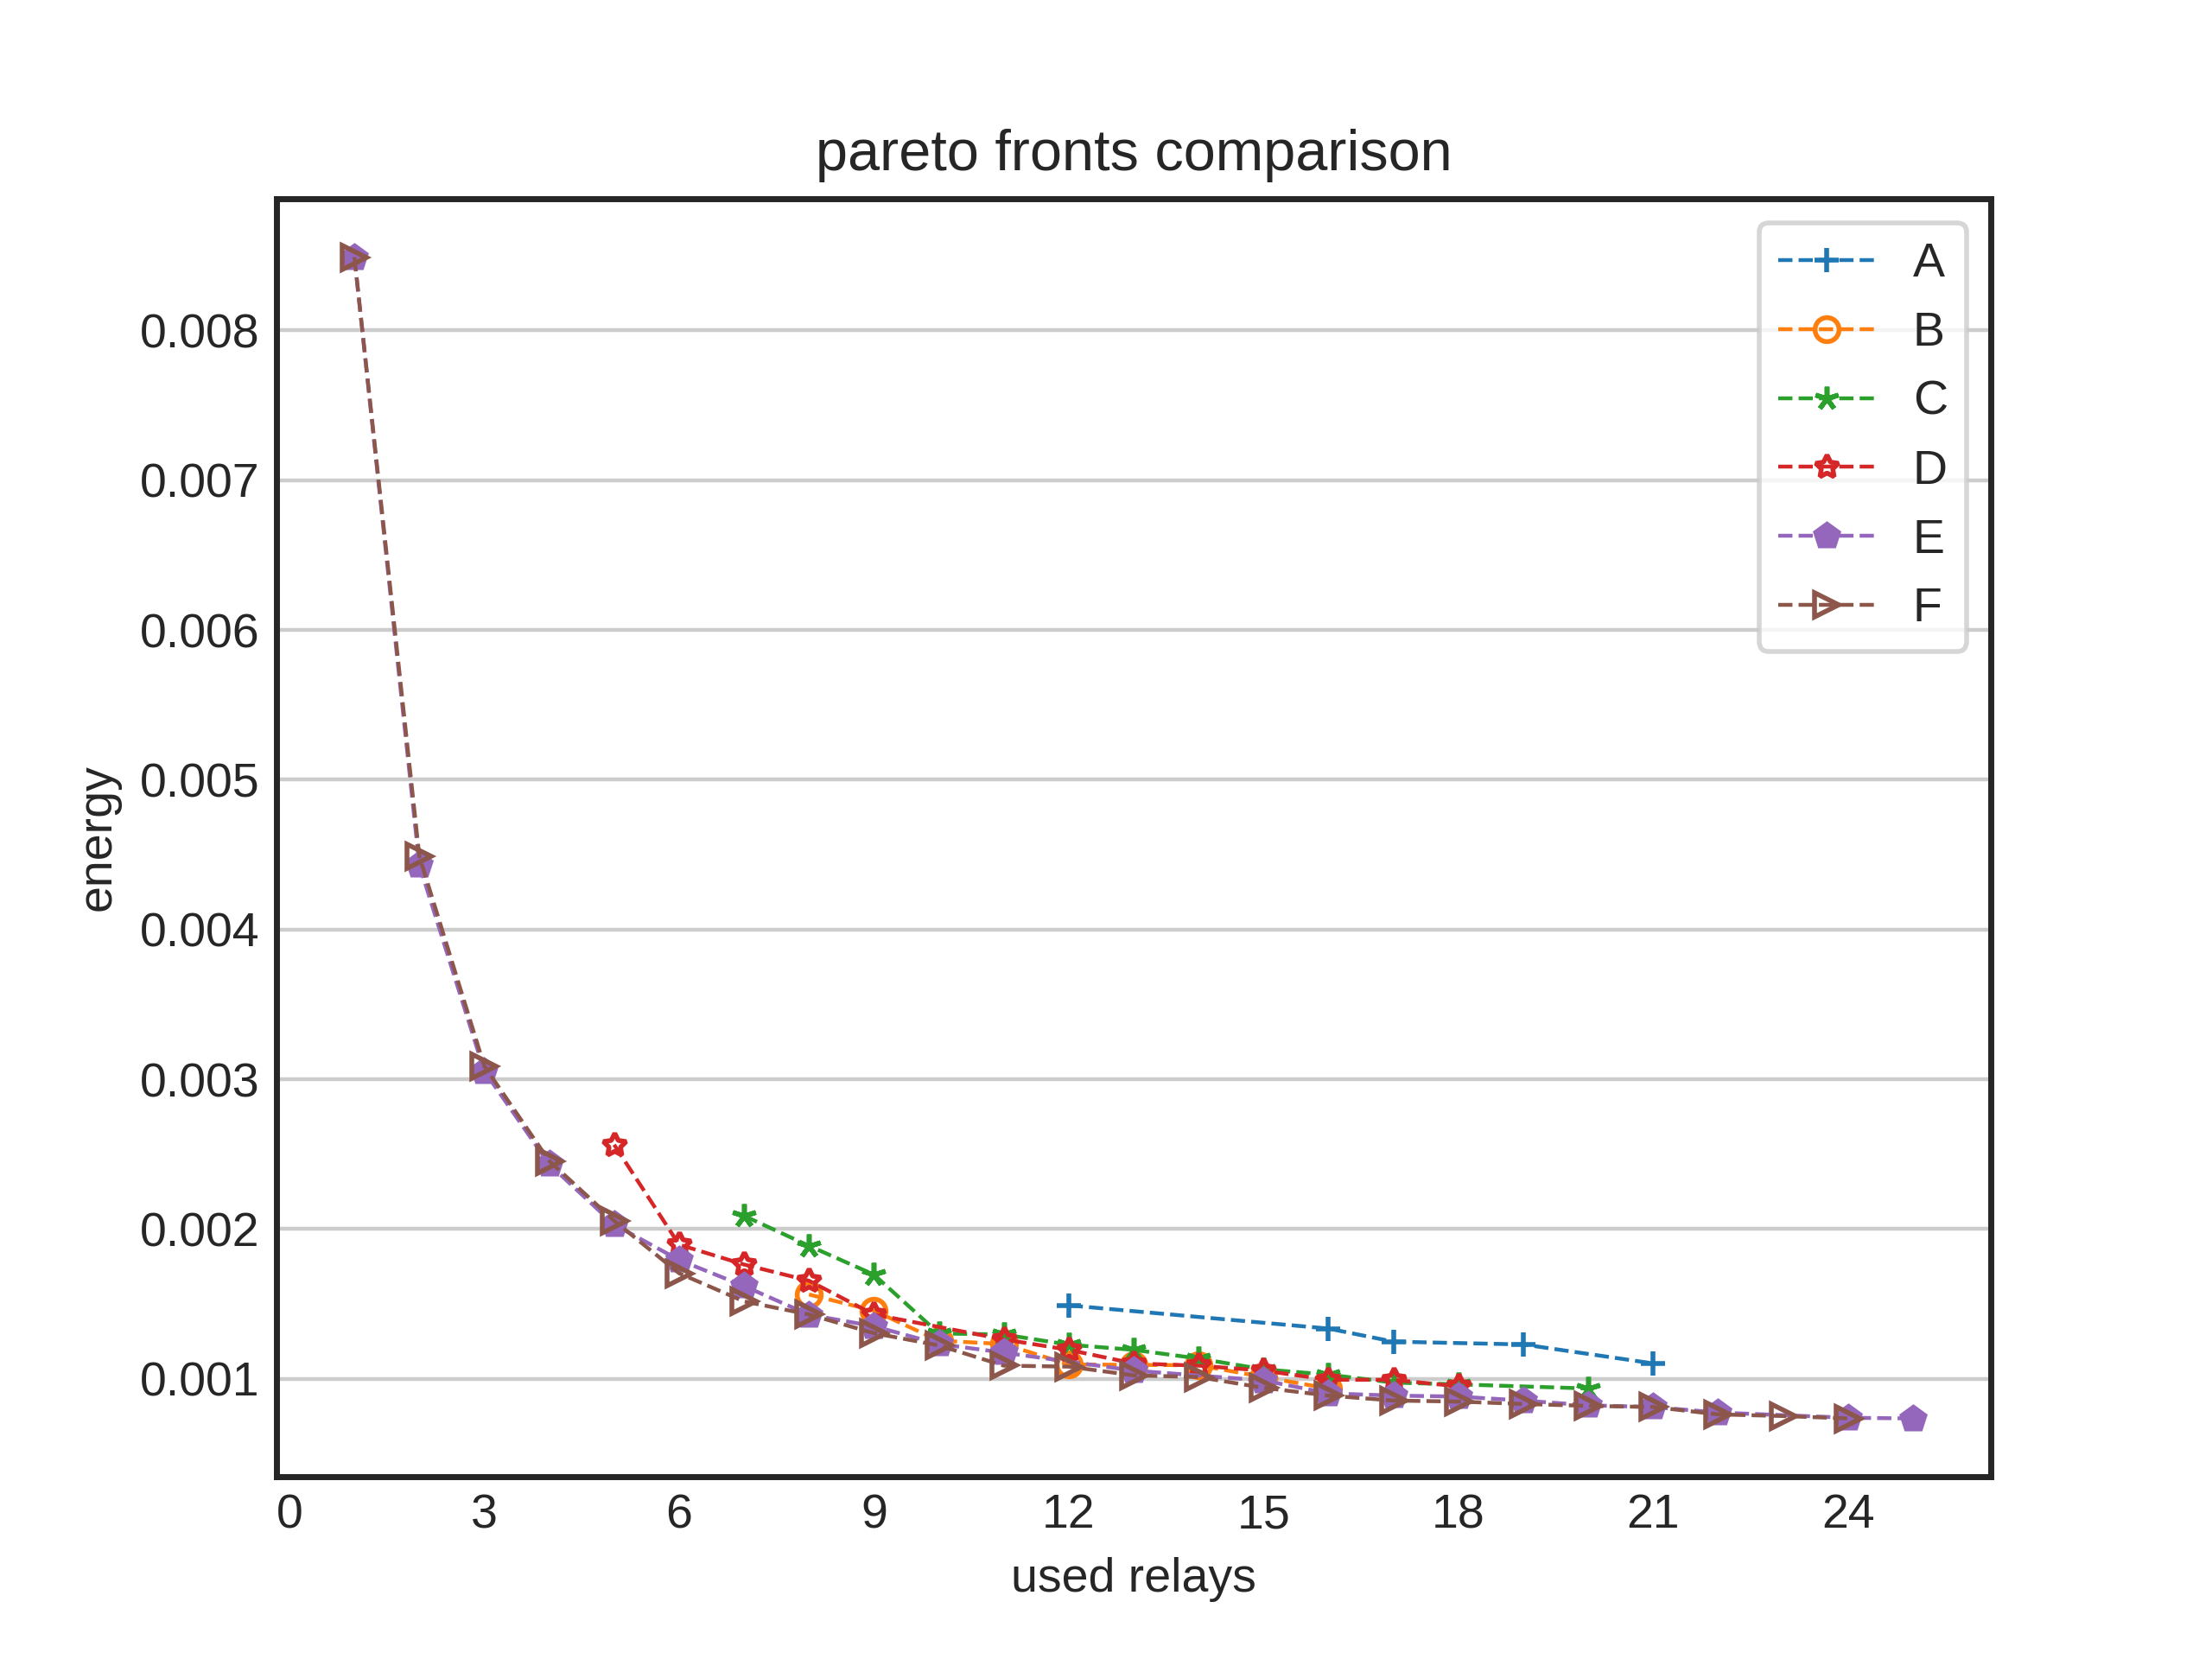 pareto fronts comparison
A
B
C
D
E
F
0.008
0.007
0.006
0.005
0.004
0.003
0.002
0.001
energy
0 3 6 9 12 15 18 21 24
used relays